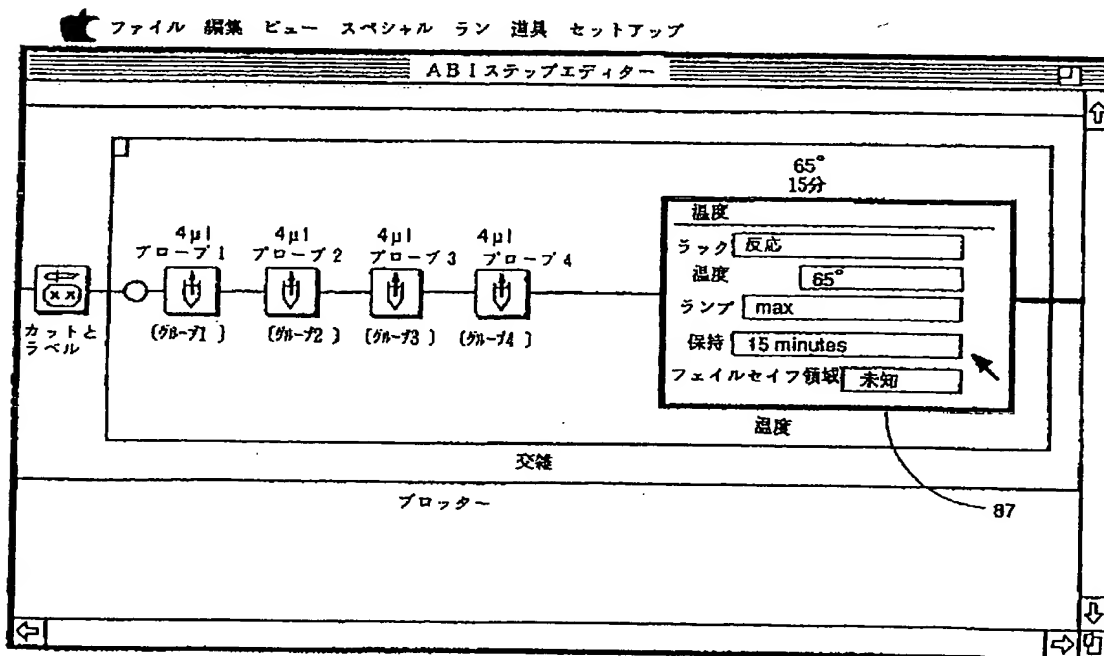 ファイル 編集 ビュー スペシャル ラン 道具 セットアップ
ABIステップエディター
65°
15分
温度
ラック 反応
温度 65°
ランプ max
保持 15 minutes
フェイルセイフ領域 未知
温度
4μl 4μl 4μl 4μl
プローブ1 プローブ2 プローブ3 プローブ4
カットと
ラベル
(グループ1) (グループ2) (グループ3) (グループ4)
交雑
ブロッター
87